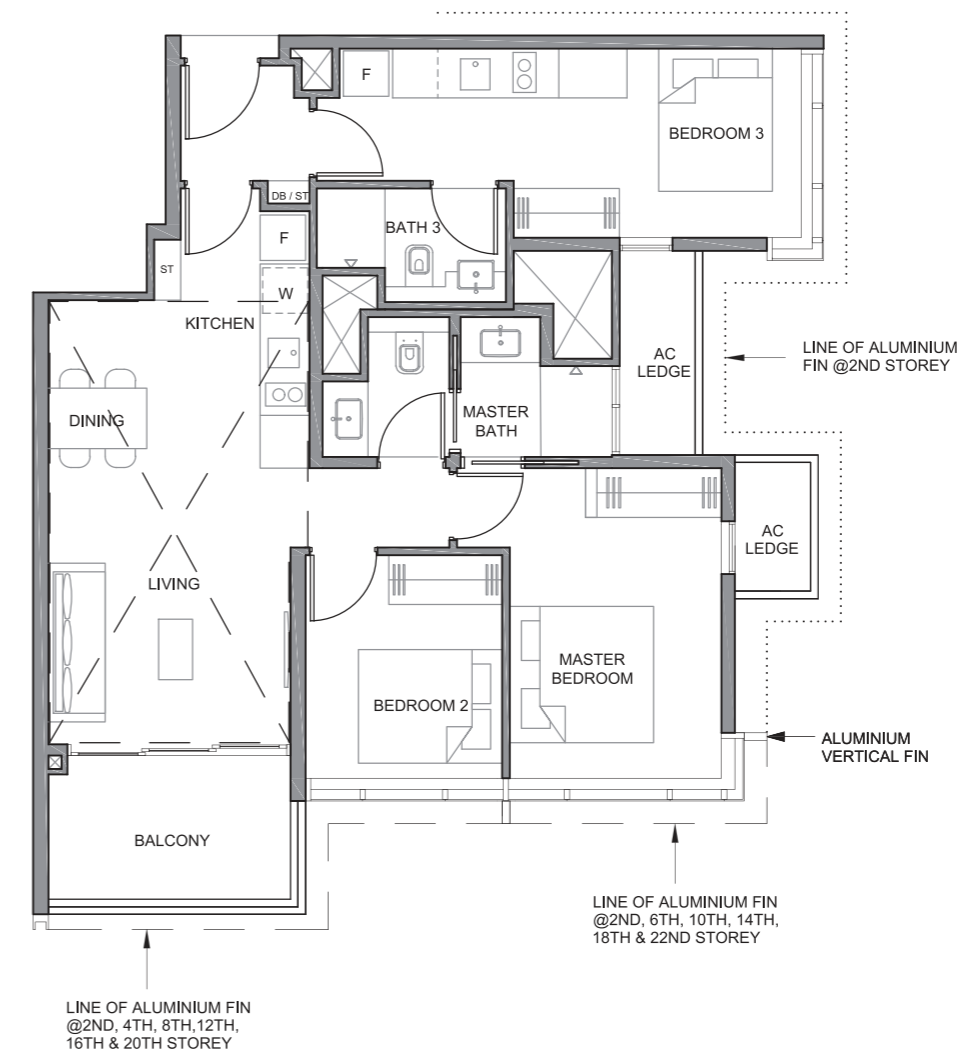 F
BEDROOM 3
DB / ST
BATH 3
F
ST
W
KITCHEN
AC
LEDGE
LINE OF ALUMINIUM
FIN @2ND STOREY
DINING
MASTER
BATH
AC
LEDGE
LIVING
MASTER
BEDROOM
BEDROOM 2
ALUMINIUM
VERTICAL FIN
BALCONY
LINE OF ALUMINIUM FIN
@2ND, 6TH, 10TH, 14TH,
18TH & 22ND STOREY
LINE OF ALUMINIUM FIN
@2ND, 4TH, 8TH,12TH,
16TH & 20TH STOREY